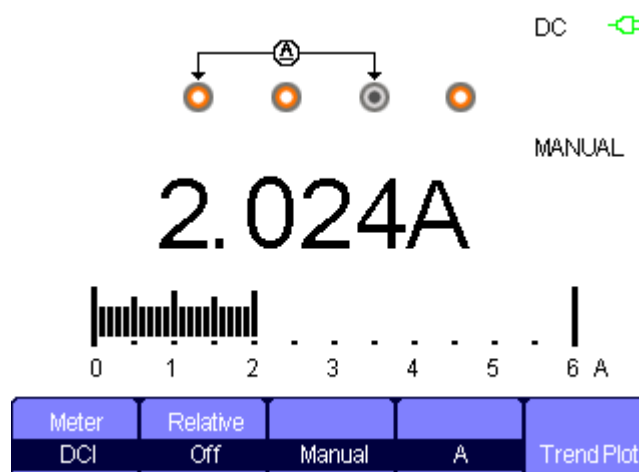 DC
A
MANUAL
2.024A
0 1 2 3 4 5 6 A
Meter Relative
DCI Off Manual A Trend Plot